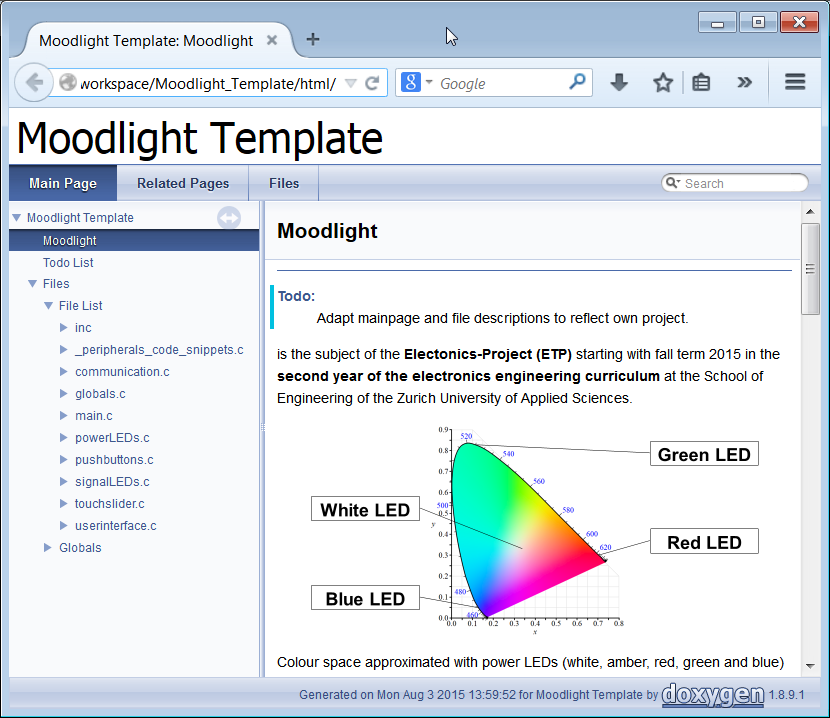 Moodlight Template: Moodlight
workspace/Moodlight_Template/html/
Google
Moodlight Template
Main Page
Related Pages
Files
Search
Moodlight Template
Moodlight
Todo List
Files
File List
inc
_peripherals_code_snippets.c
communication.c
globals.c
main.c
powerLEDs.c
pushbuttons.c
signalLEDs.c
touchslider.c
userinterface.c
Globals
Moodlight
Todo:
Adapt mainpage and file descriptions to reflect own project.
is the subject of the Electonics-Project (ETP) starting with fall term 2015 in the
second year of the electronics engineering curriculum at the School of
Engineering of the Zurich University of Applied Sciences.
0.9
0.8
0.7
0.6
0.5
0.4
0.3
0.2
0.1
0.0
y
0.0 0.1 0.2 0.3 0.4 0.5 0.6 0.7 0.8
x
520
540
560
580
600
620
500
480
460
Green LED
White LED
Red LED
Blue LED
Colour space approximated with power LEDs (white, amber, red, green and blue)
Generated on Mon Aug 3 2015 13:59:52 for Moodlight Template by doxygen 1.8.9.1